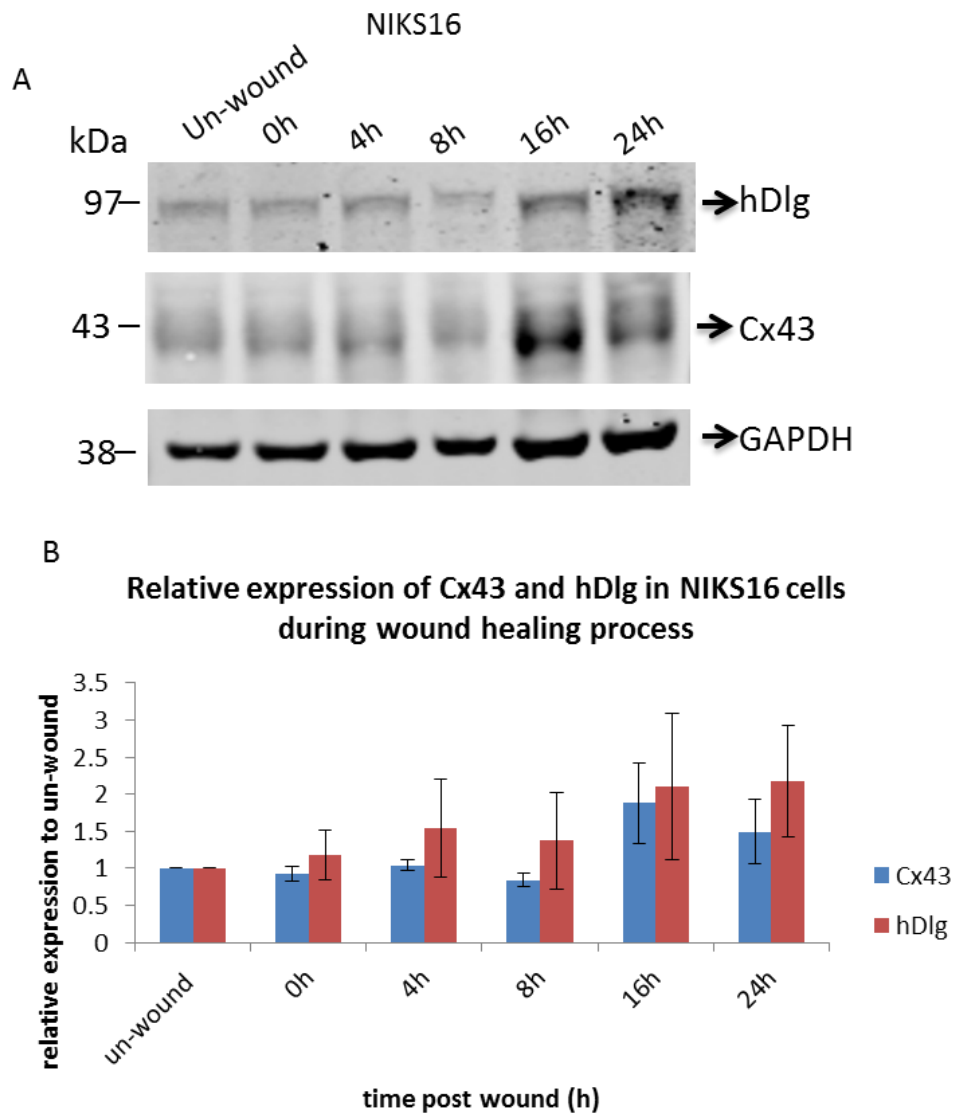 NIKS16
A
Un-wound 0h 4h 8h 16h 24h
kDa
97
hDlg
43
Cx43
38
GAPDH
B
Relative expression of Cx43 and hDlg in NIKS16 cells
during wound healing process
relative expression to un-wound
3.5
3
2.5
2
1.5
1
0.5
0
un-wound 0h 4h 8h 16h 24h
time post wound (h)
Cx43
hDlg